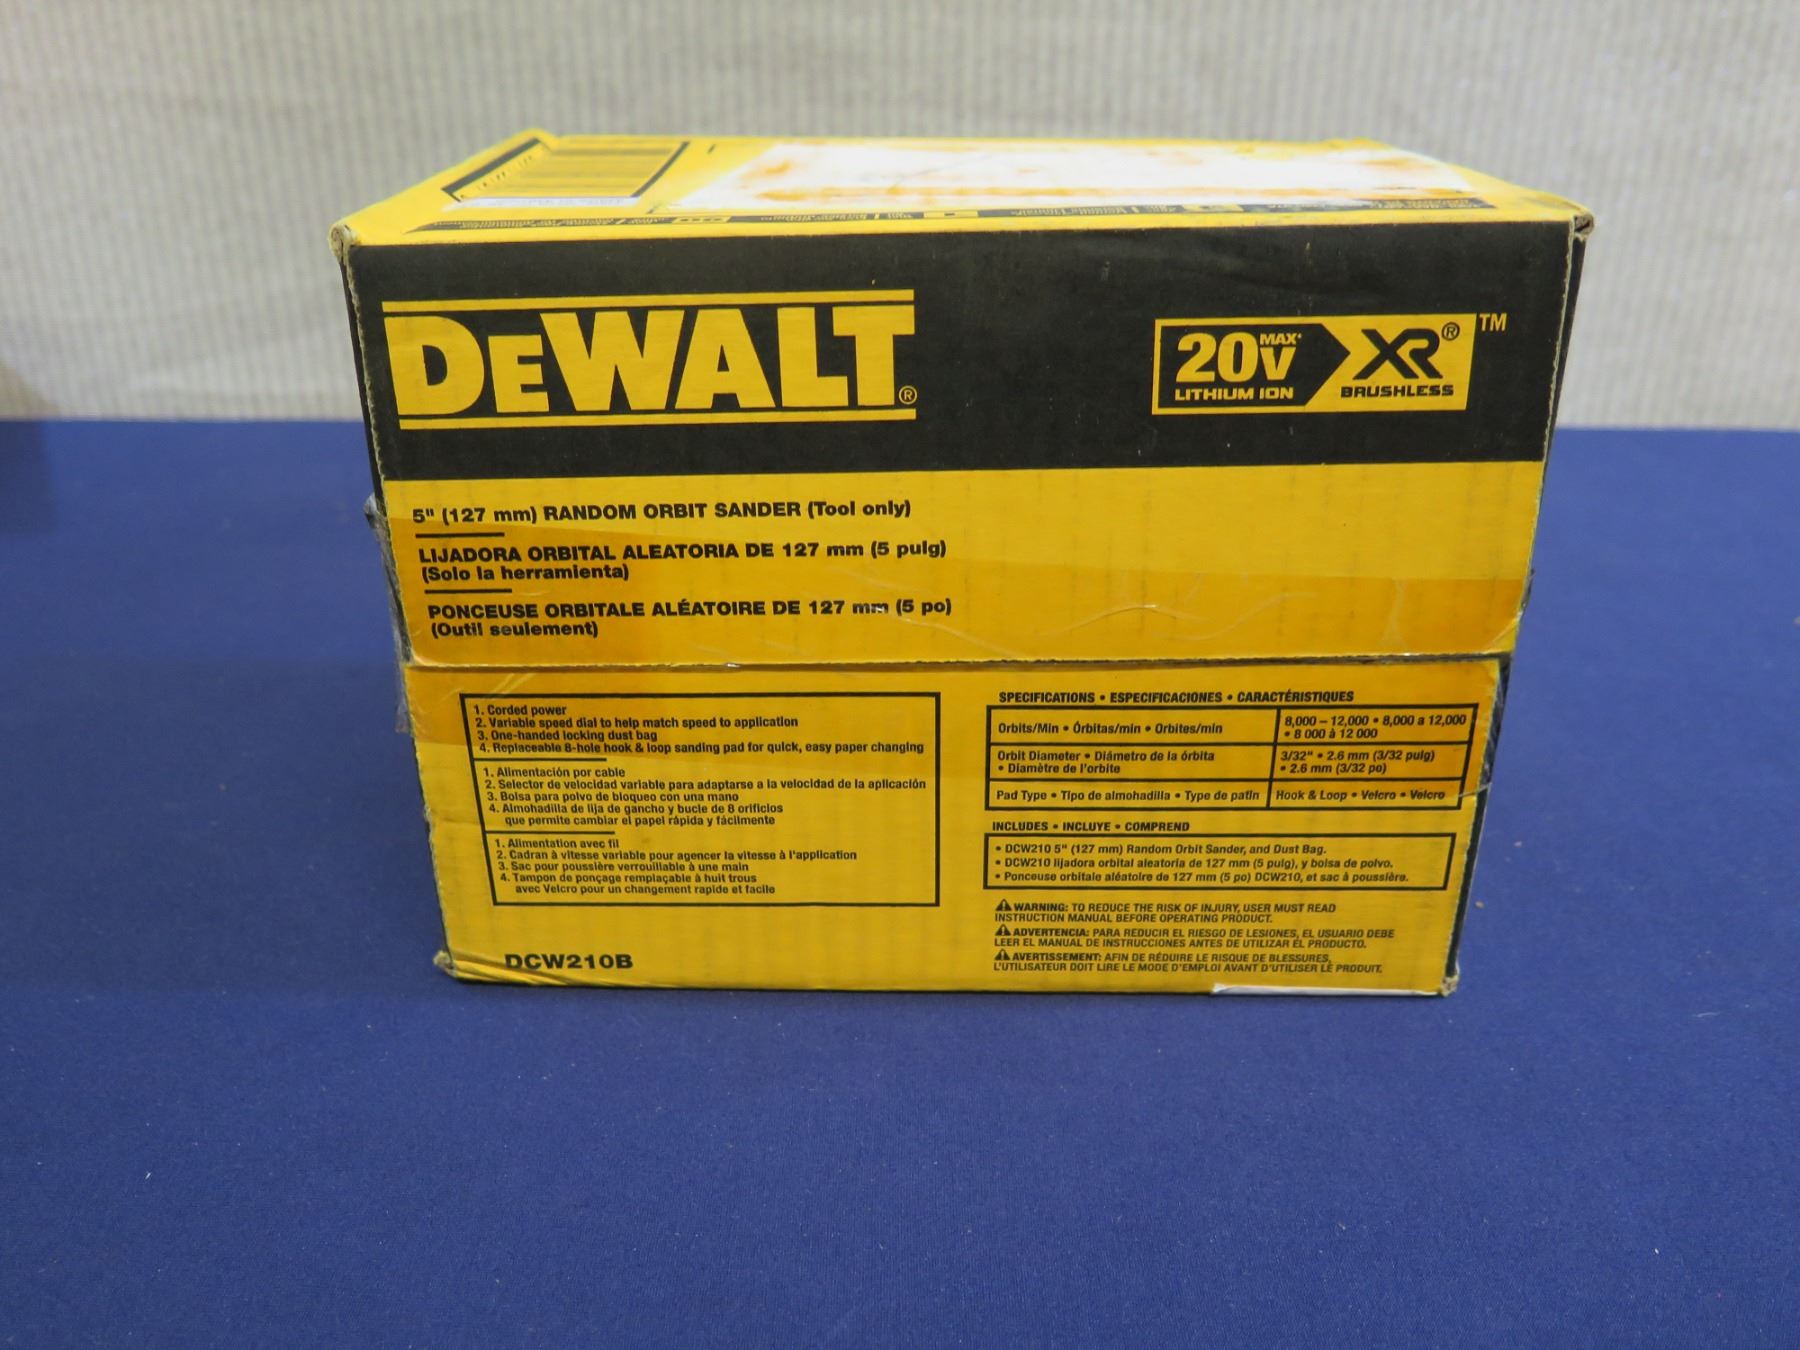 DEWALT®
20V MAX* XR® ™
LITHIUM ION BRUSHLESS
5" (127 mm) RANDOM ORBIT SANDER (Tool only)
LIJADORA ORBITAL ALEATORIA DE 127 mm (5 pulg)
(Solo la herramienta)
PONCEUSE ORBITALE ALÉATOIRE DE 127 mm (5 po)
(Outil seulement)
1. Corded power
2. Variable speed dial to help match speed to application
3. One-handed locking dust bag
4. Replaceable 8-hole hook & loop sanding pad for quick, easy paper changing
1. Alimentación por cable
2. Selector de velocidad variable para adaptarse a la velocidad de la aplicación
3. Bolsa para polvo de bloqueo con una mano
4. Almohadilla de lija de gancho y bucle de 8 orificios
que permite cambiar el papel rápida y fácilmente
1. Alimentation avec fil
2. Cadran à vitesse variable pour agencer la vitesse à l'application
3. Sac pour poussière verrouillable à une main
4. Tampon de ponçage remplaçable à huit trous
avec Velcro pour un changement rapide et facile
DCW210B
SPECIFICATIONS • ESPECIFICACIONES • CARACTÉRISTIQUES
Orbits/Min • Órbitas/min • Orbites/min
8,000 – 12,000 • 8,000 a 12,000
• 8 000 à 12 000
Orbit Diameter • Diámetro de la órbita
• Diamètre de l'orbite
3/32" • 2.6 mm (3/32 pulg)
• 2.6 mm (3/32 po)
Pad Type • Tipo de almohadilla • Type de patin
Hook & Loop • Velcro • Velcro
INCLUDES • INCLUYE • COMPREND
• DCW210 5" (127 mm) Random Orbit Sander, and Dust Bag.
• DCW210 lijadora orbital aleatoria de 127 mm (5 pulg), y bolsa de polvo.
• Ponceuse orbitale aléatoire de 127 mm (5 po) DCW210, et sac à poussière.
WARNING: TO REDUCE THE RISK OF INJURY, USER MUST READ
INSTRUCTION MANUAL BEFORE OPERATING PRODUCT.
ADVERTENCIA: PARA REDUCIR EL RIESGO DE LESIONES, EL USUARIO DEBE
LEER EL MANUAL DE INSTRUCCIONES ANTES DE UTILIZAR EL PRODUCTO.
AVERTISSEMENT: AFIN DE RÉDUIRE LE RISQUE DE BLESSURES,
L'UTILISATEUR DOIT LIRE LE MODE D'EMPLOI AVANT D'UTILISER LE PRODUIT.